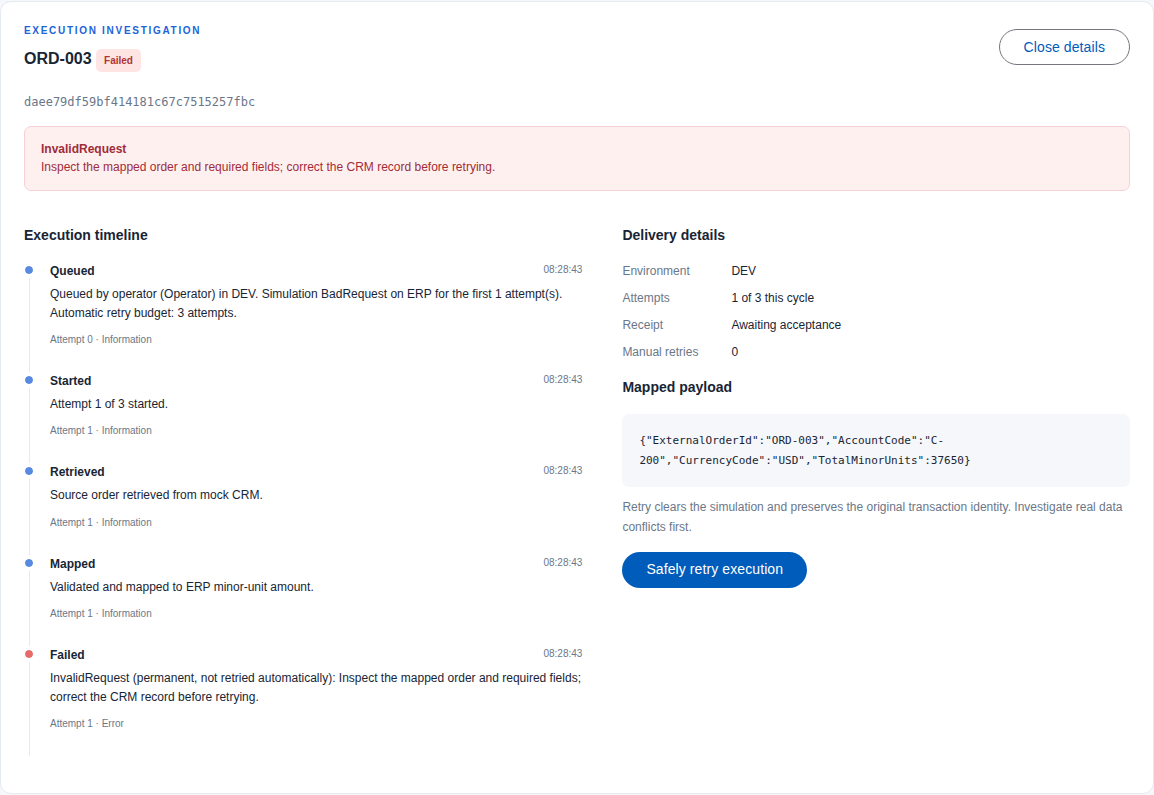 EXECUTION INVESTIGATION
ORD-003 Failed
Close details
daee79df59bf414181c67c7515257fbc
InvalidRequest
Inspect the mapped order and required fields; correct the CRM record before retrying.
Execution timeline
Queued 08:28:43
Queued by operator (Operator) in DEV. Simulation BadRequest on ERP for the first 1 attempt(s).
Automatic retry budget: 3 attempts.
Attempt 0 · Information
Started 08:28:43
Attempt 1 of 3 started.
Attempt 1 · Information
Retrieved 08:28:43
Source order retrieved from mock CRM.
Attempt 1 · Information
Mapped 08:28:43
Validated and mapped to ERP minor-unit amount.
Attempt 1 · Information
Failed 08:28:43
InvalidRequest (permanent, not retried automatically): Inspect the mapped order and required fields;
correct the CRM record before retrying.
Attempt 1 · Error
Delivery details
Environment DEV
Attempts 1 of 3 this cycle
Receipt Awaiting acceptance
Manual retries 0
Mapped payload
{"ExternalOrderId":"ORD-003","AccountCode":"C-
200","CurrencyCode":"USD","TotalMinorUnits":37650}
Retry clears the simulation and preserves the original transaction identity. Investigate real data
conflicts first.
Safely retry execution